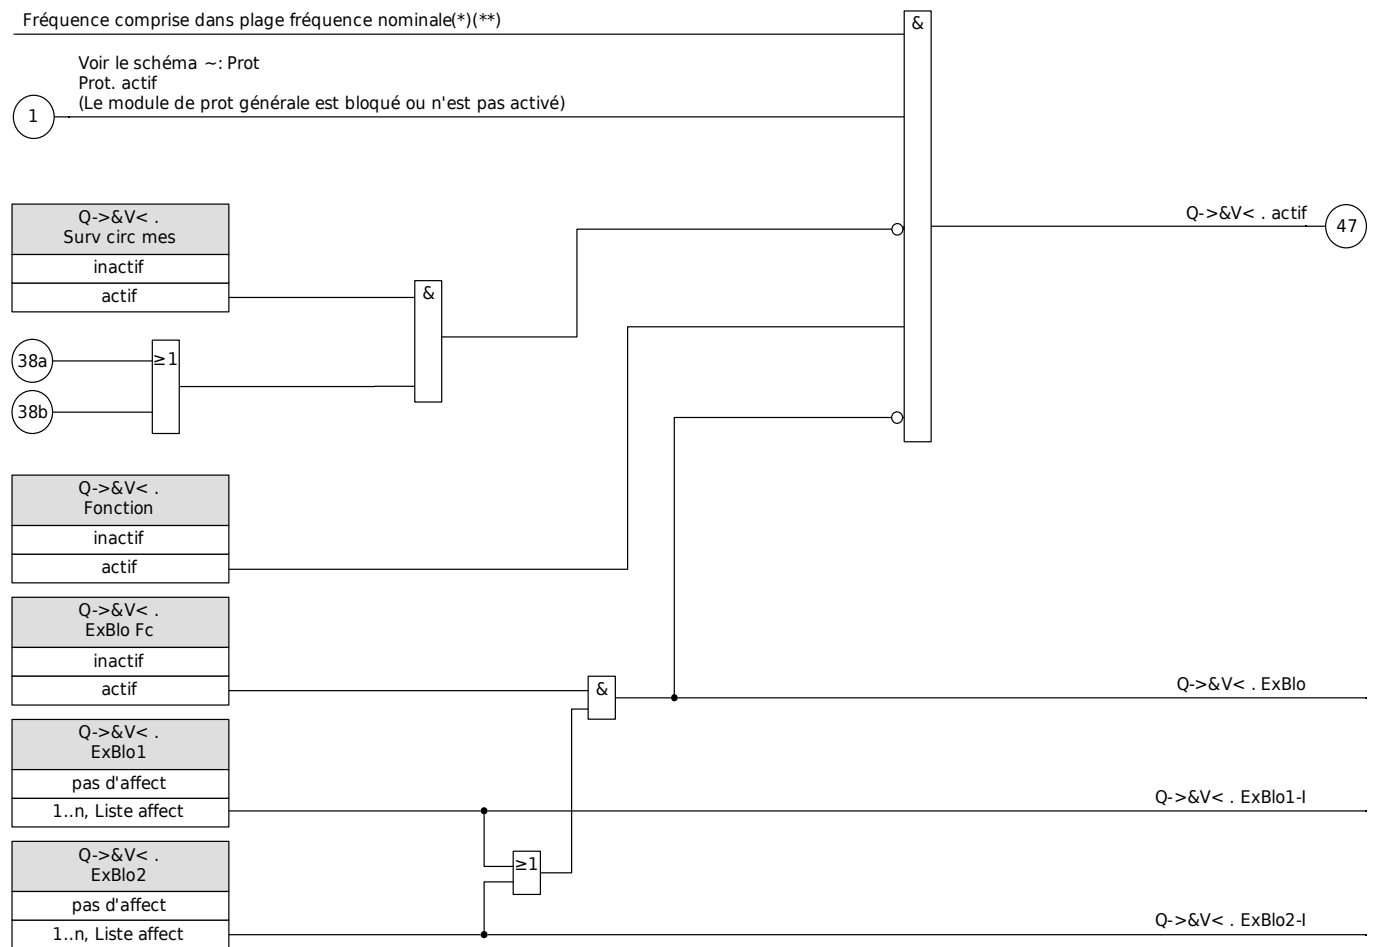 Fréquence comprise dans plage fréquence nominale(*)(**)
&
Voir le schéma ~: Prot
Prot. actif
(Le module de prot générale est bloqué ou n'est pas activé)
1
Q->&V< .
Surv circ mes
inactif
actif
&
Q->&V< . actif
47
38a
≥1
38b
Q->&V< .
Fonction
inactif
actif
Q->&V< .
ExBlo Fc
inactif
actif
&
Q->&V< . ExBlo
Q->&V< .
ExBlo1
pas d'affect
1..n, Liste affect
Q->&V< . ExBlo1-I
≥1
Q->&V< .
ExBlo2
pas d'affect
1..n, Liste affect
Q->&V< . ExBlo2-I